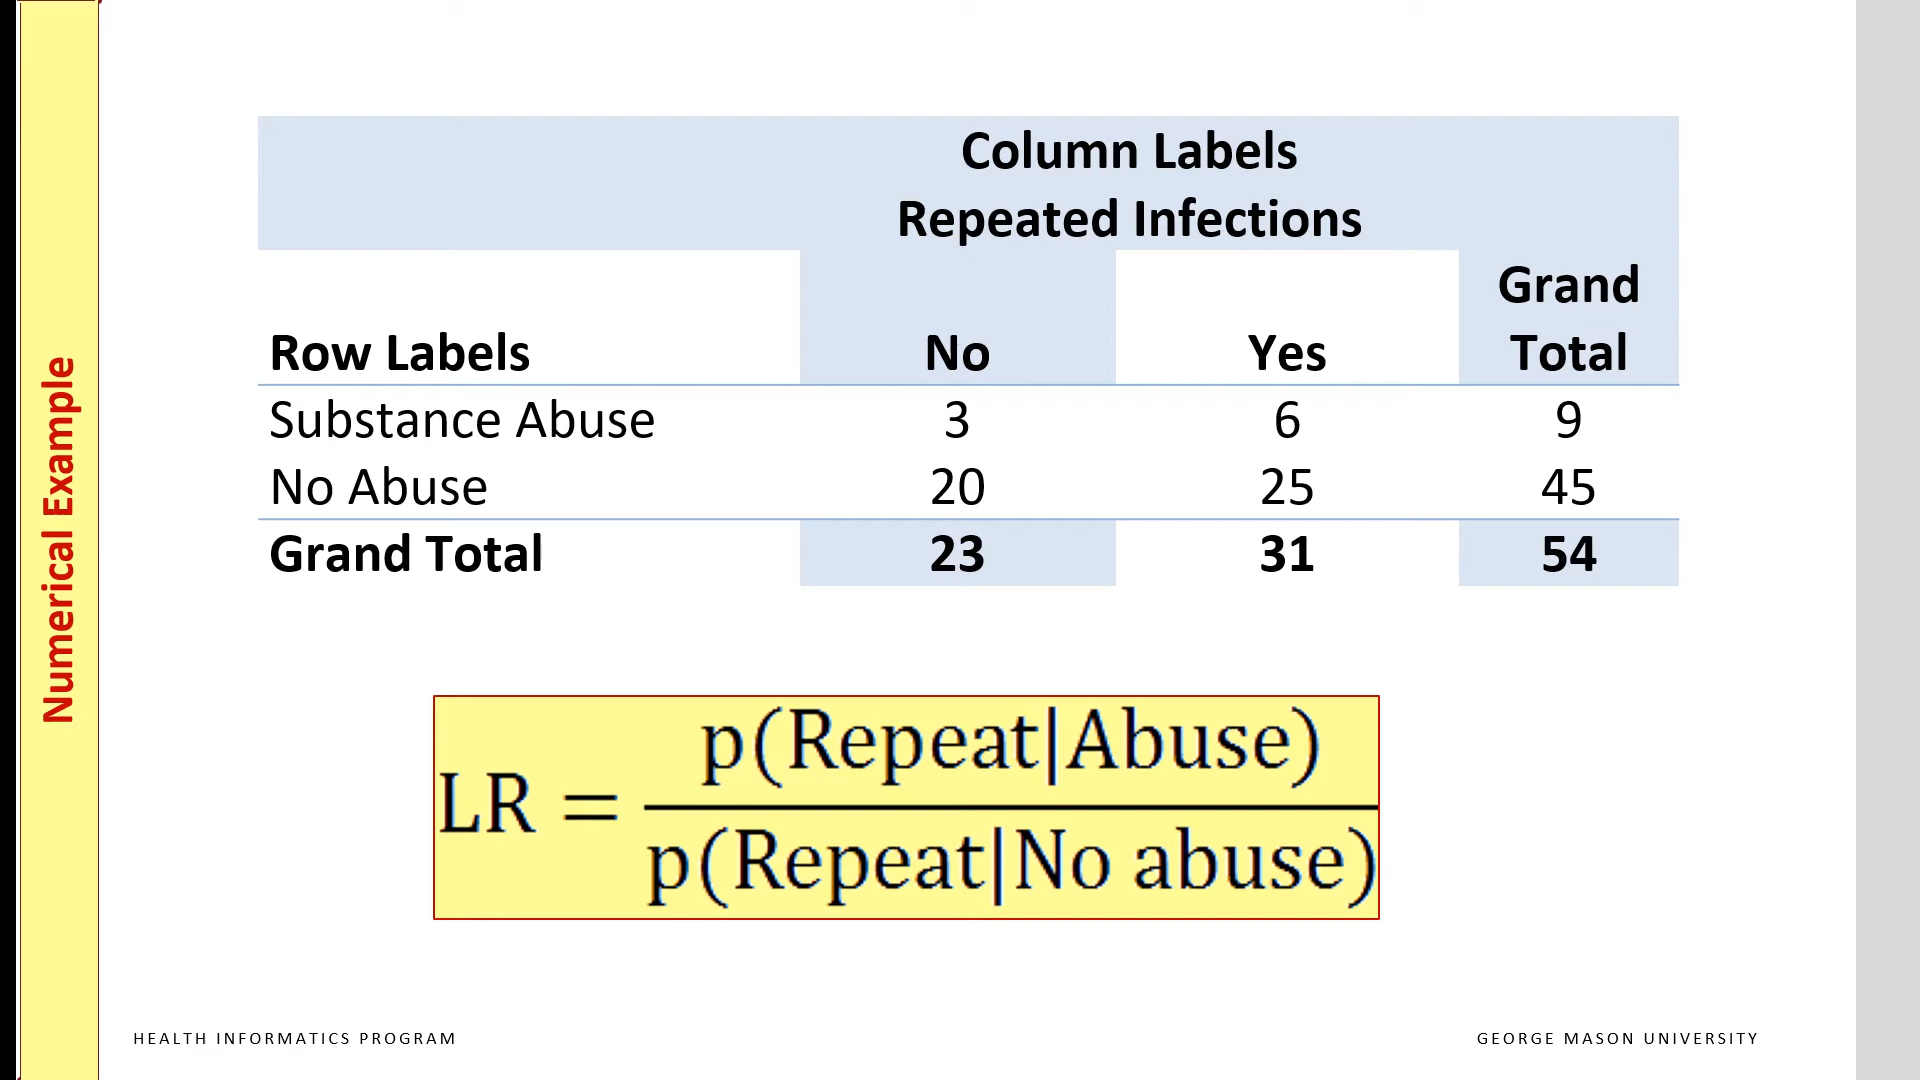 Numerical Example
Column Labels
Repeated Infections
Grand
Row Labels No Yes Total
Substance Abuse 3 6 9
No Abuse 20 25 45
Grand Total 23 31 54
p(Repeat|Abuse)
LR =
p(Repeat|No abuse)
HEALTH INFORMATICS PROGRAM
GEORGE MASON UNIVERSITY